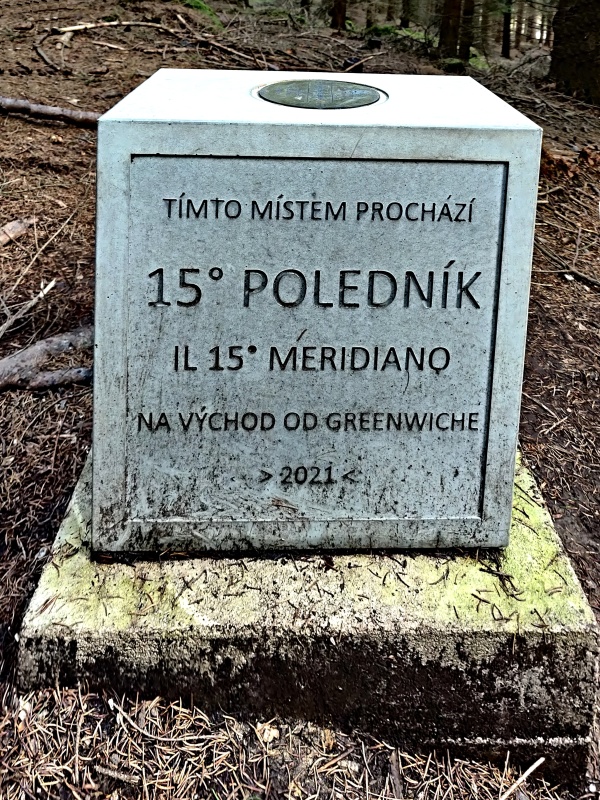 TÍMTO MÍSTEM PROCHÁZÍ
15° POLEDNÍK
IL 15° MERIDIANO
NA VÝCHOD OD GREENWICHE
> 2021 <